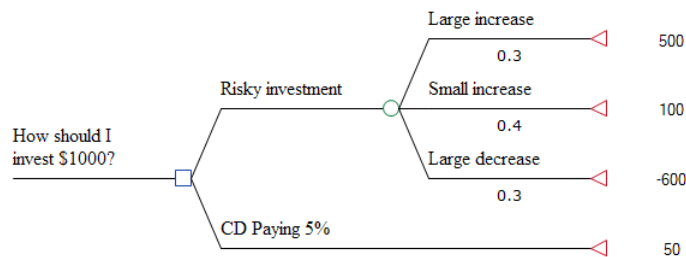 Large increase
500
0.3
Risky investment
Small increase
100
0.4
How should I
invest $1000?
Large decrease
-600
0.3
CD Paying 5%
50